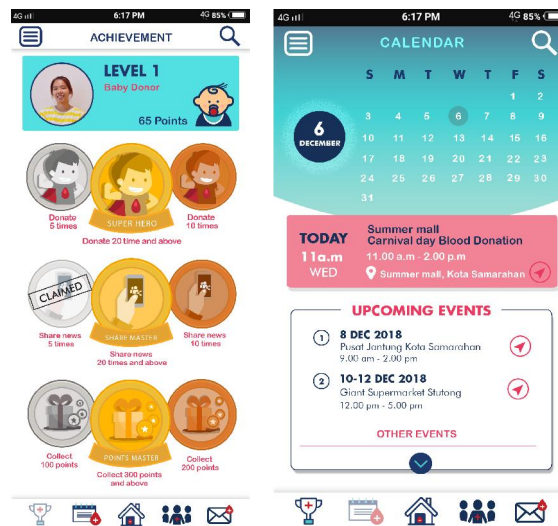 4G
6:17 PM
4G 85%
ACHIEVEMENT
LEVEL 1
Baby Donor
65 Points
Donate
5 times
SUPER HERO
Donate
10 times
Donate 20 time and above
CLAIMED
Share news
5 times
SHARE MASTER
Share news
10 times
Share news
20 times and above
Collect
100 points
POINTS MASTER
Collect
200 points
Collect 300 points
and above
4G
6:17 PM
4G 85%
CALENDAR
S M T W T F S
1 2
3 4 5 6 7 8 9
10 11 12 13 14 15 16
17 18 19 20 21 22 23
24 25 26 27 28 29 30
31
6
DECEMBER
TODAY
11a.m
WED
Summer mall
Carnival day Blood Donation
11.00 a.m - 2.00 p.m
Summer mall, Kota Samarahan
UPCOMING EVENTS
1
8 DEC 2018
Pusat Jantung Kota Samarahan
9.00 am - 2.00 pm
2
10-12 DEC 2018
Giant Supermarket Stutong
12.00 pm - 5.00 pm
OTHER EVENTS